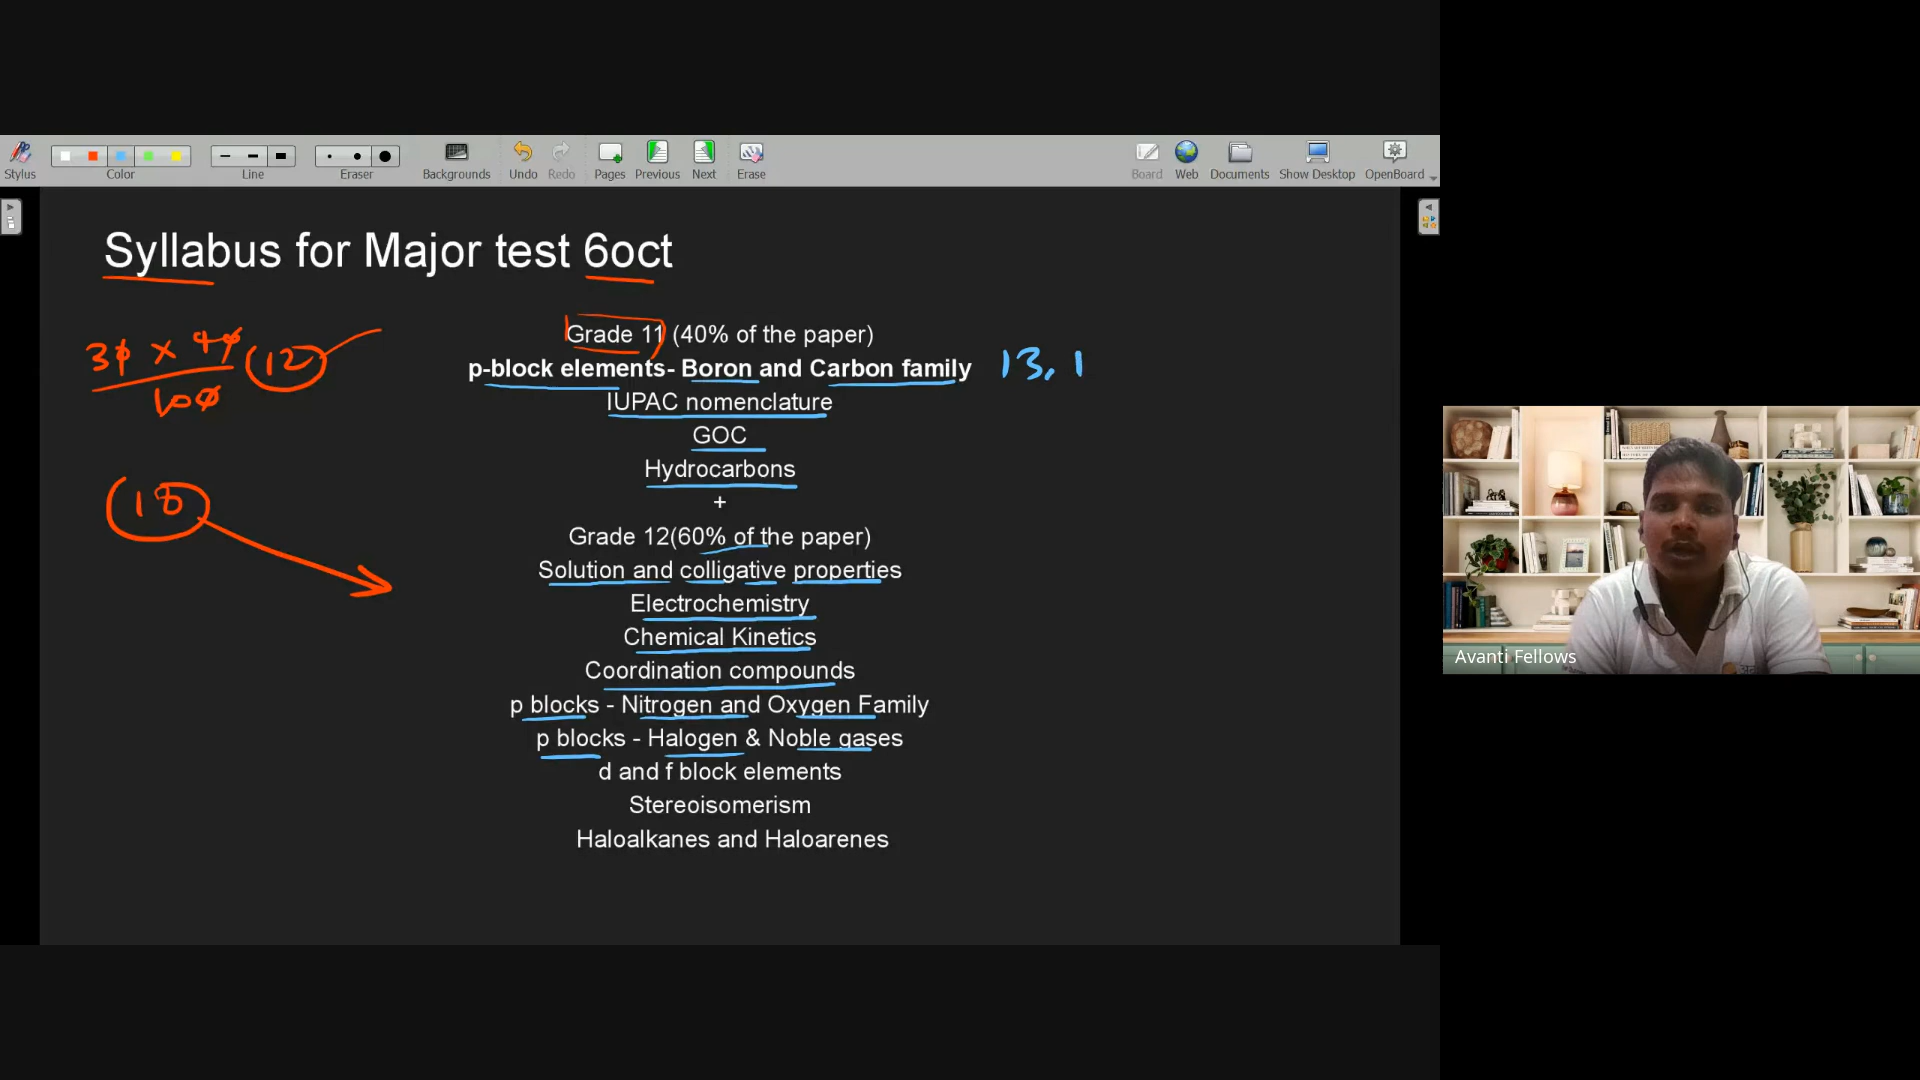 Stylus Color Line Eraser Backgrounds Undo Redo Pages Previous Next Erase Board Web Documents Show Desktop OpenBoard
Syllabus for Major test 6oct
Grade 11 (40% of the paper)
p-block elements- Boron and Carbon family 13, 1
IUPAC nomenclature
GOC
Hydrocarbons
+
Grade 12(60% of the paper)
Solution and colligative properties
Electrochemistry
Chemical Kinetics
Coordination compounds
p blocks - Nitrogen and Oxygen Family
p blocks - Halogen & Noble gases
d and f block elements
Stereoisomerism
Haloalkanes and Haloarenes
30 x 40 12
100
18
Avanti Fellows